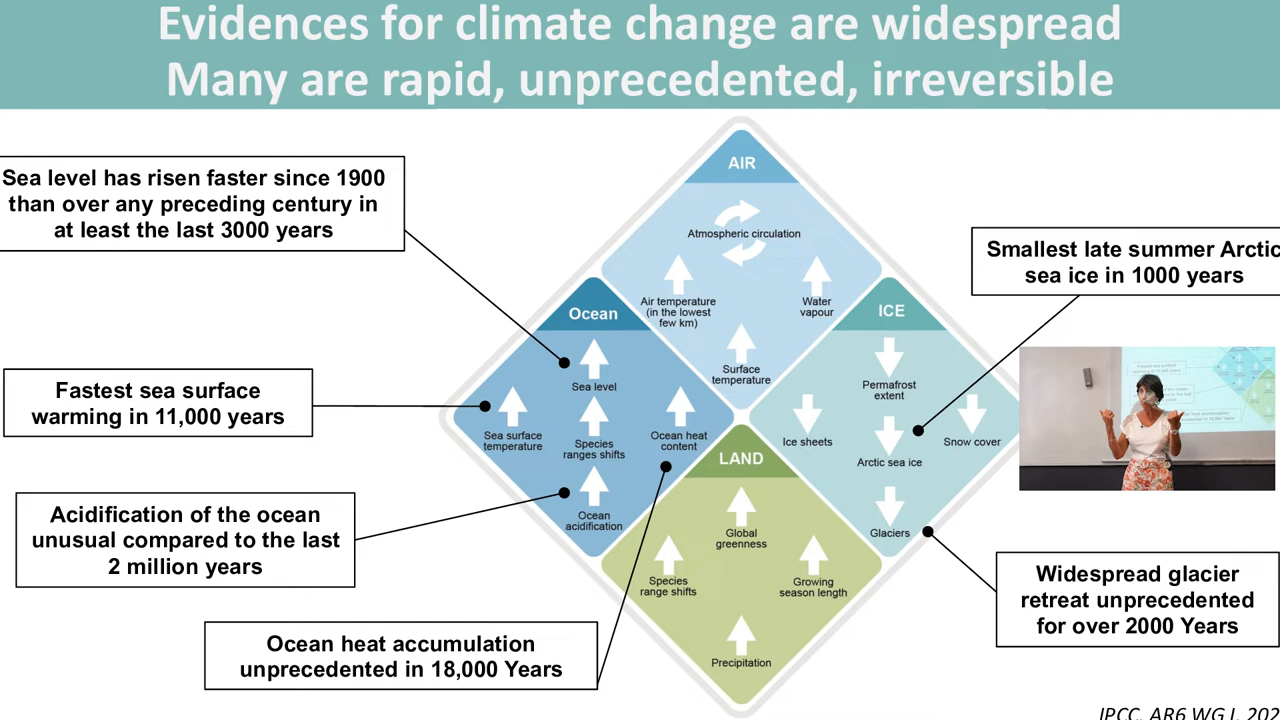 Evidences for climate change are widespread
Many are rapid, unprecedented, irreversible
Sea level has risen faster since 1900
than over any preceding century in
at least the last 3000 years
Fastest sea surface
warming in 11,000 years
Acidification of the ocean
unusual compared to the last
2 million years
Ocean heat accumulation
unprecedented in 18,000 Years
AIR
Atmospheric circulation
Air temperature
(in the lowest
few km)
Water
vapour
Surface
temperature
Ocean
Sea level
Sea surface
temperature
Species
ranges shifts
Ocean heat
content
Ocean
acidification
ICE
Permafrost
extent
Ice sheets
Arctic sea ice
Snow cover
Glaciers
LAND
Global
greenness
Species
range shifts
Growing
season length
Precipitation
Smallest late summer Arctic
sea ice in 1000 years
Widespread glacier
retreat unprecedented
for over 2000 Years
IPCC, AR6 WG I, 202